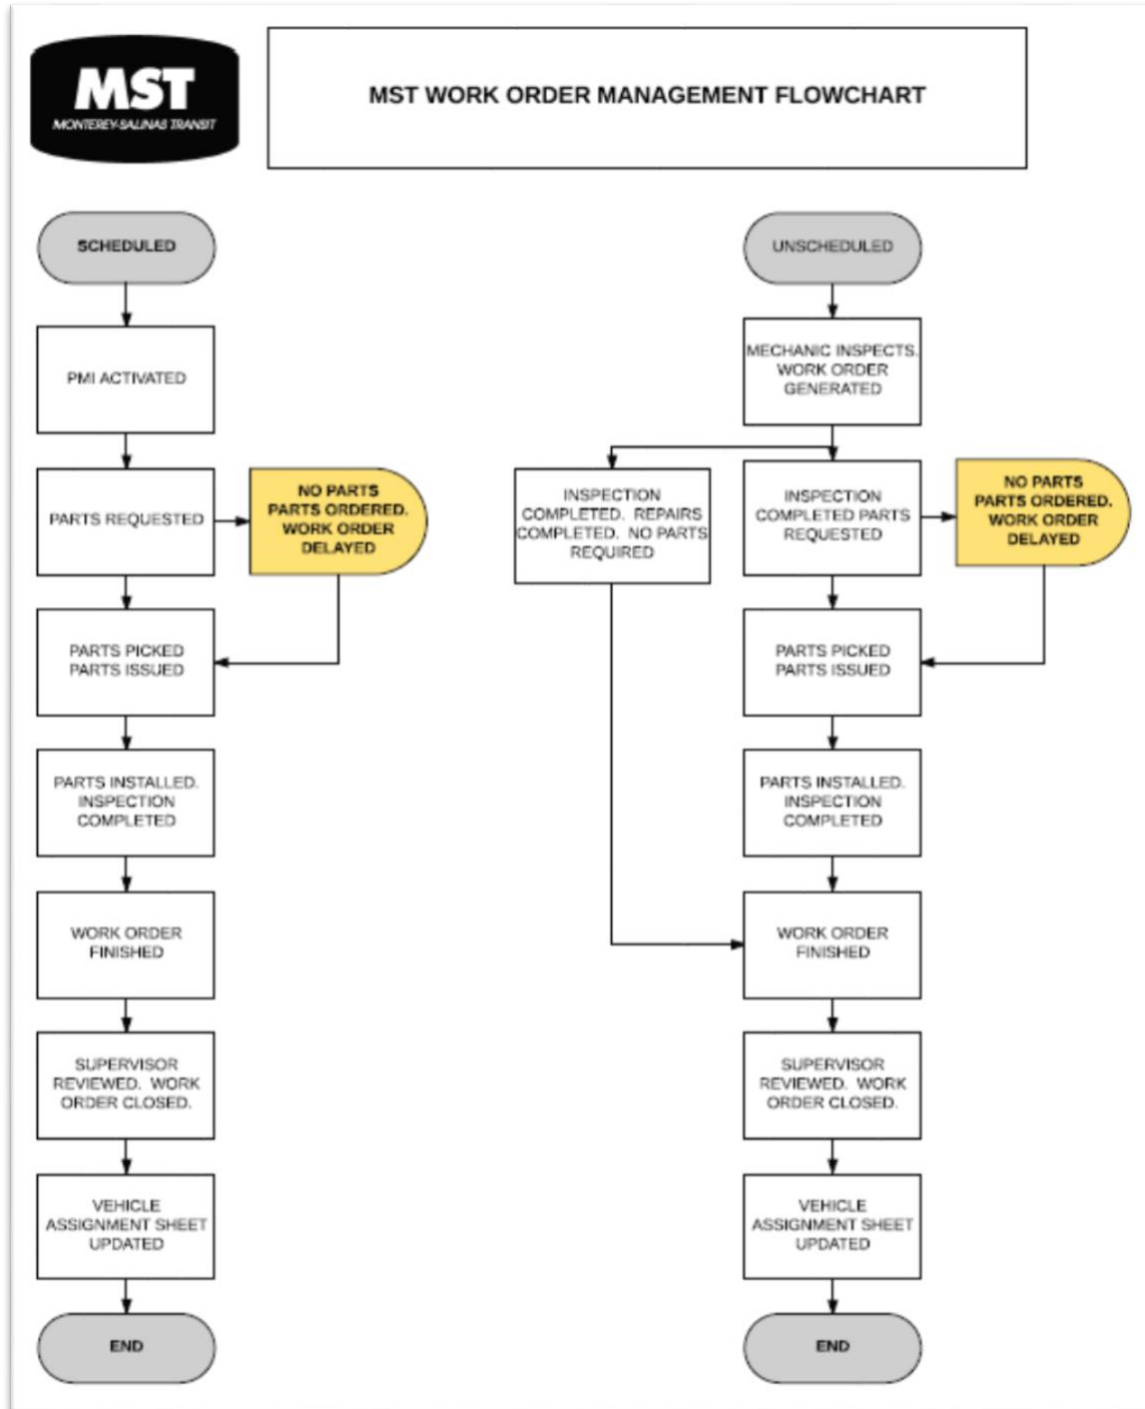 MST
MONTEREY-SALINAS TRANSIT
MST WORK ORDER MANAGEMENT FLOWCHART
SCHEDULED
PMI ACTIVATED
PARTS REQUESTED
NO PARTS
PARTS ORDERED.
WORK ORDER
DELAYED
PARTS PICKED
PARTS ISSUED
PARTS INSTALLED.
INSPECTION
COMPLETED
WORK ORDER
FINISHED
SUPERVISOR
REVIEWED. WORK
ORDER CLOSED.
VEHICLE
ASSIGNMENT SHEET
UPDATED
END
UNSCHEDULED
MECHANIC INSPECTS.
WORK ORDER
GENERATED
INSPECTION
COMPLETED. REPAIRS
COMPLETED. NO PARTS
REQUIRED
INSPECTION
COMPLETED PARTS
REQUESTED
NO PARTS
PARTS ORDERED.
WORK ORDER
DELAYED
PARTS PICKED
PARTS ISSUED
PARTS INSTALLED.
INSPECTION
COMPLETED
WORK ORDER
FINISHED
SUPERVISOR
REVIEWED. WORK
ORDER CLOSED.
VEHICLE
ASSIGNMENT SHEET
UPDATED
END